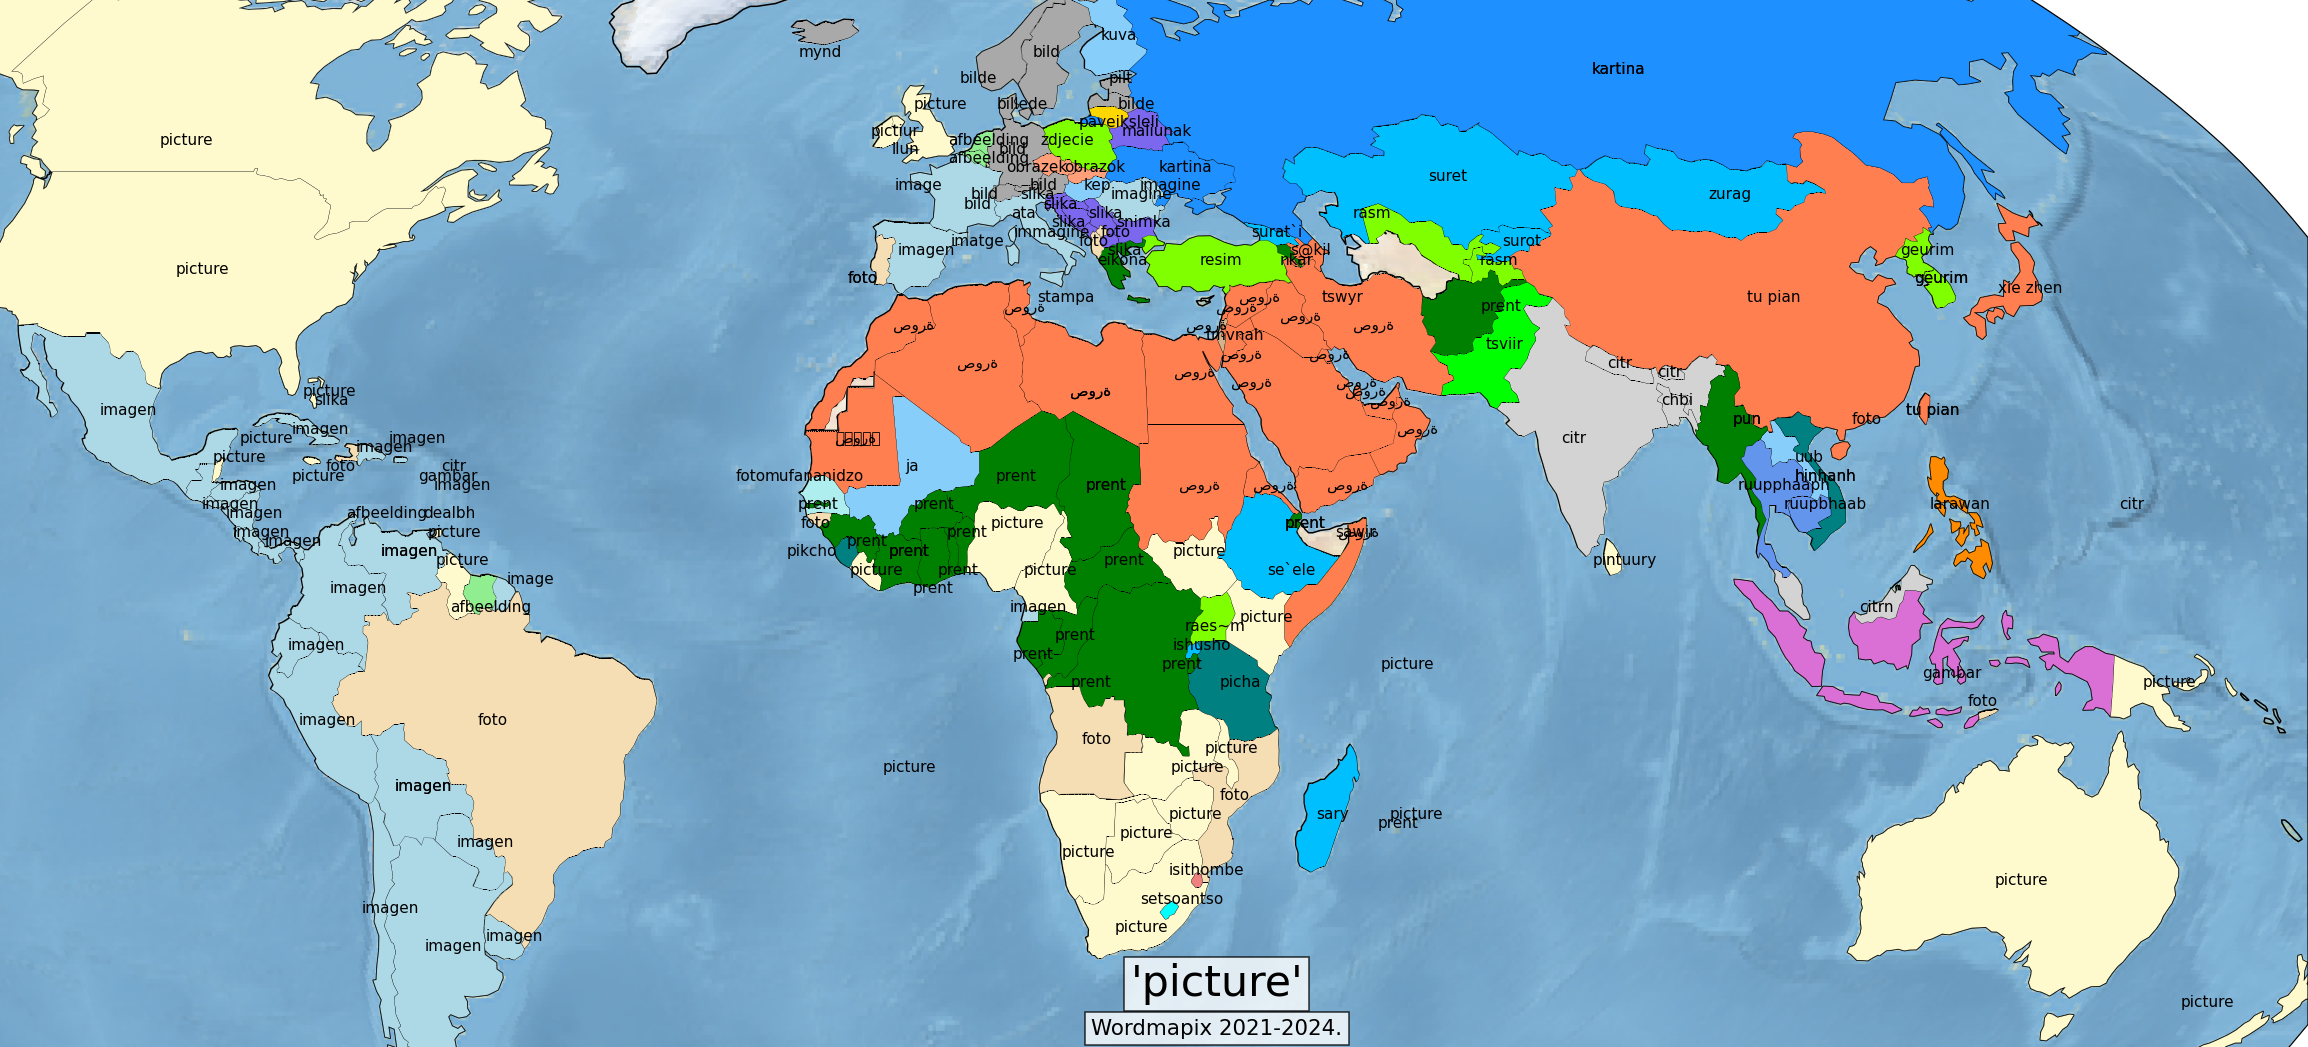 picture
picture
imagen
picture
slika
imagen
picture
imagen
imagen
picture
foto
picture
citr
gambar
imagen
imagen
imagen
imagen
imagen
imagen
afbeelding
dealbh
picture
imagen
picture
image
imagen
afbeelding
imagen
imagen
foto
imagen
imagen
imagen
imagen
imagen
mynd
bilde
bild
kuva
pilt
picture
billede
bilde
pictiur
llun
afbeelding
zdjecie
paveiksleli
maliunak
bild
afbeelding
obrazek
obrazok
kartina
kartina
image
bild
bild
kep
imagine
bild
slika
slika
imagine
ata
slika
slika
snimka
imatge
immagine
foto
foto
imagen
slika
eikona
foto
stampa
resim
surat`i
nkar
s@kil
suret
zurag
rasm
surot
rasm
geurim
geurim
tu pian
xie zhen
tswyr
prent
tsviir
صورة
صورة
صورة
صورة
صورة
صورة
صورة
صورة
صورة
tmvnah
صورة
صورة
صورة
صورة
صورة
صورة
صورة
صورة
صورة
صورة
صورة
صورة
citr
citr
chbi
citr
pun
foto
tu pian
uub
hinhanh
ruupphaaph
ruupbhaab
larawan
citr
pintuury
citrn
gambar
foto
picture
fotomufananidzo
ja
prent
prent
prent
prent
foto
prent
prent
prent
pikcho
picture
prent
prent
picture
picture
prent
picture
prent
sawir
صورة
se`ele
imagen
prent
raes~m
picture
ishusho
prent
prent
prent
picha
picture
foto
picture
picture
picture
foto
picture
sary
picture
prent
picture
picture
isithombe
setsoantso
picture
picture
picture
'picture'
Wordmapix 2021-2024.